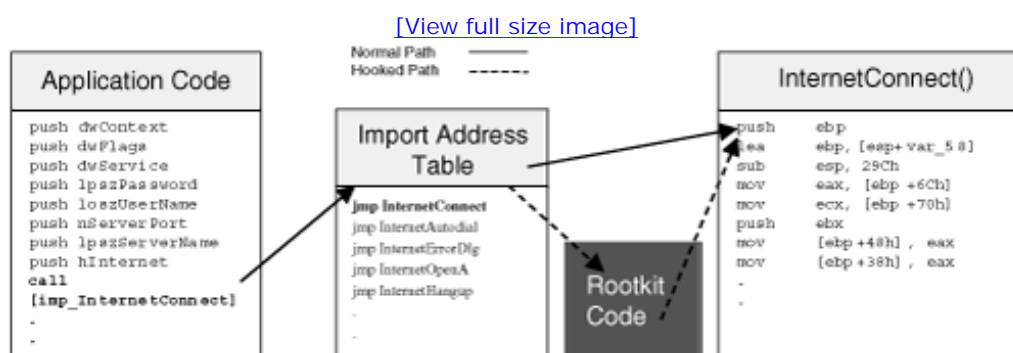 [View full size image]
Normal Path
Hooked Path
Application Code
push dwContext
push dwFlags
push dwService
push lpszPassword
push loszUserName
push nServerPort
push lpszServerName
push hInternet
call
[imp_InternetConnect]
.
.
Import Address
Table
jmp InternetConnect
jmp InternetAutodial
jmp InternetErrorDlg
jmp InternetOpenA
jmp InternetHangup
.
.
Rootkit
Code
InternetConnect()
push ebp
lea ebp, [esp+ var_58]
sub esp, 29Ch
mov eax, [ebp +6Ch]
mov ecx, [ebp +70h]
push ebx
mov [ebp +48h] , eax
mov [ebp +38h] , eax
.
.